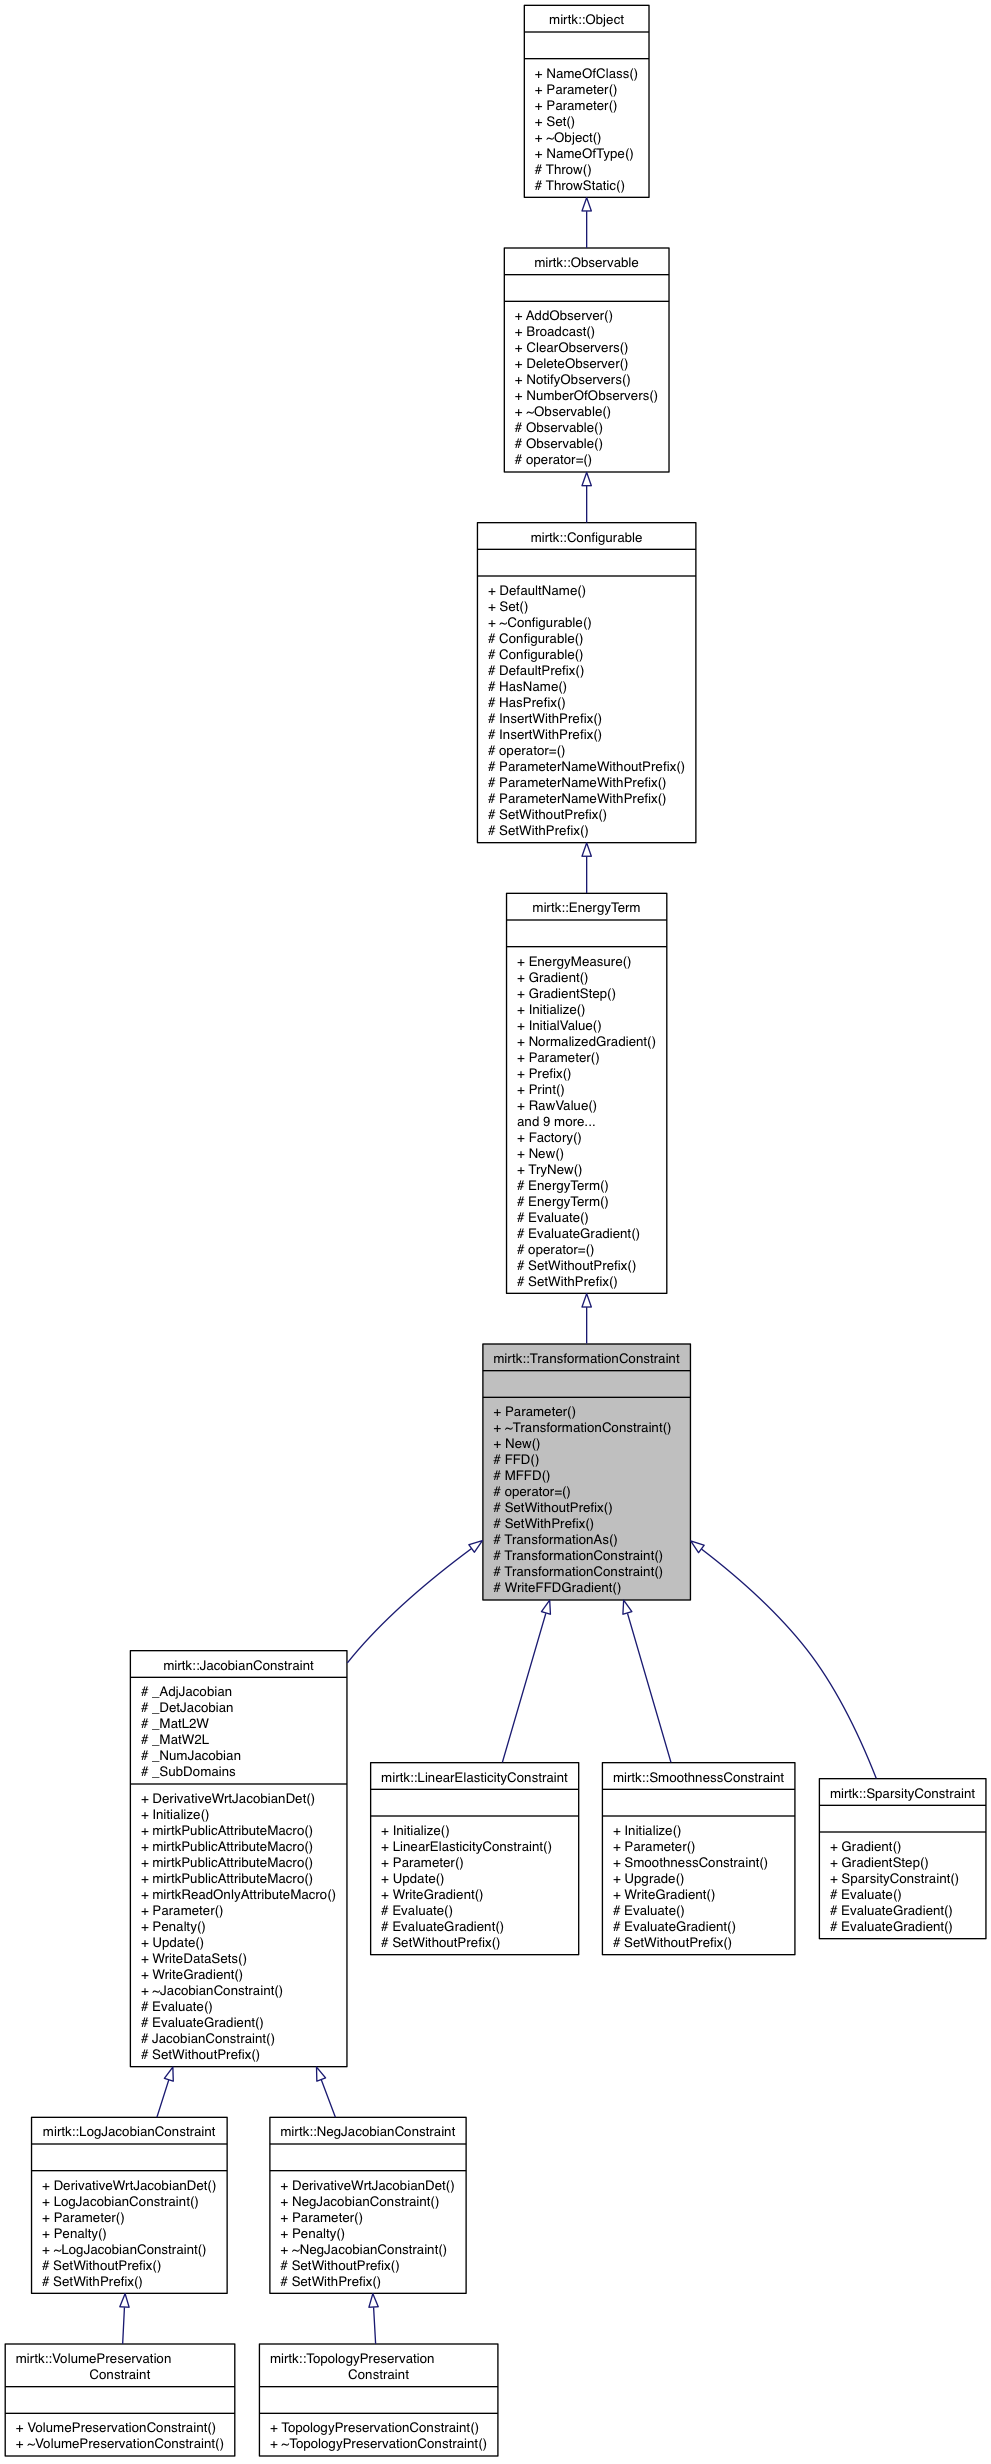 mirtk::Object
+ NameOfClass()
+ Parameter()
+ Parameter()
+ Set()
+ ~Object()
+ NameOfType()
# Throw()
# ThrowStatic()
mirtk::Observable
+ AddObserver()
+ Broadcast()
+ ClearObservers()
+ DeleteObserver()
+ NotifyObservers()
+ NumberOfObservers()
+ ~Observable()
# Observable()
# Observable()
# operator=()
mirtk::Configurable
+ DefaultName()
+ Set()
+ ~Configurable()
# Configurable()
# Configurable()
# DefaultPrefix()
# HasName()
# HasPrefix()
# InsertWithPrefix()
# InsertWithPrefix()
# operator=()
# ParameterNameWithoutPrefix()
# ParameterNameWithPrefix()
# ParameterNameWithPrefix()
# SetWithoutPrefix()
# SetWithPrefix()
mirtk::EnergyTerm
+ EnergyMeasure()
+ Gradient()
+ GradientStep()
+ Initialize()
+ InitialValue()
+ NormalizedGradient()
+ Parameter()
+ Prefix()
+ Print()
+ RawValue()
and 9 more...
+ Factory()
+ New()
+ TryNew()
# EnergyTerm()
# EnergyTerm()
# Evaluate()
# EvaluateGradient()
# operator=()
# SetWithoutPrefix()
# SetWithPrefix()
mirtk::TransformationConstraint
+ Parameter()
+ ~TransformationConstraint()
+ New()
# FFD()
# MFFD()
# operator=()
# SetWithoutPrefix()
# SetWithPrefix()
# TransformationAs()
# TransformationConstraint()
# TransformationConstraint()
# WriteFFDGradient()
mirtk::JacobianConstraint
# _AdjJacobian
# _DetJacobian
# _MatL2W
# _MatW2L
# _NumJacobian
# _SubDomains
+ DerivativeWrtJacobianDet()
+ Initialize()
+ mirtkPublicAttributeMacro()
+ mirtkPublicAttributeMacro()
+ mirtkPublicAttributeMacro()
+ mirtkPublicAttributeMacro()
+ mirtkReadOnlyAttributeMacro()
+ Parameter()
+ Penalty()
+ Update()
+ WriteDataSets()
+ WriteGradient()
+ ~JacobianConstraint()
# Evaluate()
# EvaluateGradient()
# JacobianConstraint()
# SetWithoutPrefix()
mirtk::LinearElasticityConstraint
+ Initialize()
+ LinearElasticityConstraint()
+ Parameter()
+ Update()
+ WriteGradient()
# Evaluate()
# EvaluateGradient()
# SetWithoutPrefix()
mirtk::SmoothnessConstraint
+ Initialize()
+ Parameter()
+ SmoothnessConstraint()
+ Upgrade()
+ WriteGradient()
# Evaluate()
# EvaluateGradient()
# SetWithoutPrefix()
mirtk::SparsityConstraint
+ Gradient()
+ GradientStep()
+ SparsityConstraint()
# Evaluate()
# EvaluateGradient()
# EvaluateGradient()
mirtk::LogJacobianConstraint
+ DerivativeWrtJacobianDet()
+ LogJacobianConstraint()
+ Parameter()
+ Penalty()
+ ~LogJacobianConstraint()
# SetWithoutPrefix()
# SetWithPrefix()
mirtk::NegJacobianConstraint
+ DerivativeWrtJacobianDet()
+ NegJacobianConstraint()
+ Parameter()
+ Penalty()
+ ~NegJacobianConstraint()
# SetWithoutPrefix()
# SetWithPrefix()
mirtk::VolumePreservation
Constraint
+ VolumePreservationConstraint()
+ ~VolumePreservationConstraint()
mirtk::TopologyPreservation
Constraint
+ TopologyPreservationConstraint()
+ ~TopologyPreservationConstraint()